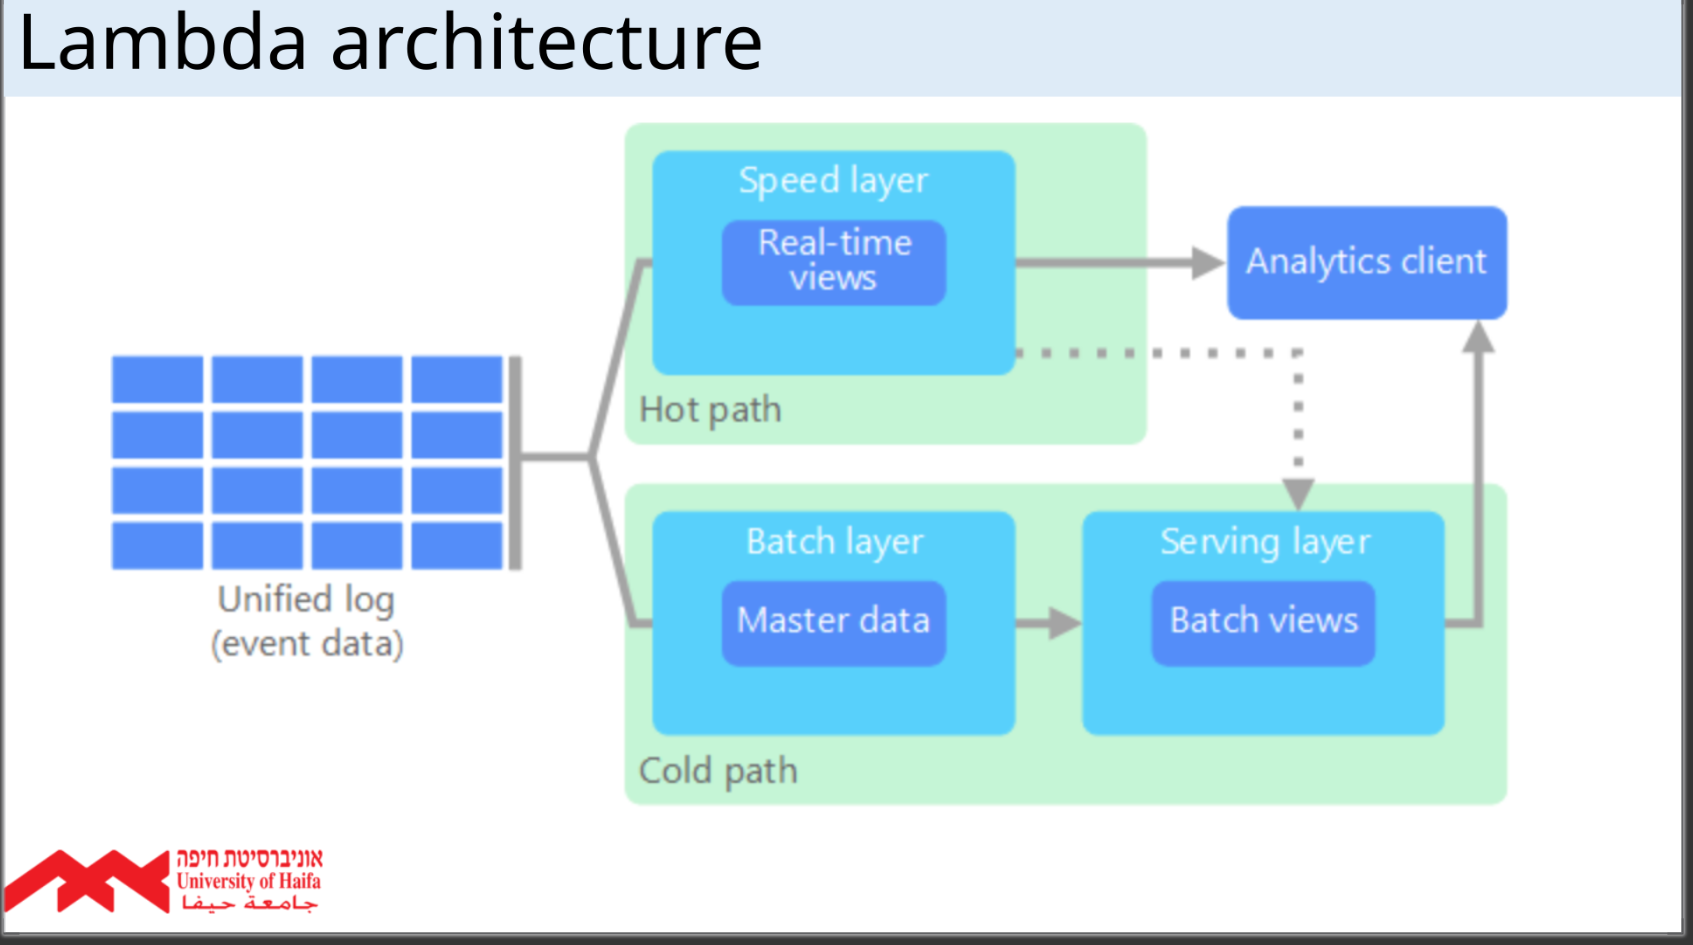 Lambda architecture
Speed layer
Real-time
views
Hot path
Analytics client
Unified log
(event data)
Batch layer
Master data
Serving layer
Batch views
Cold path
אוניברסיטת חיפה
University of Haifa
جامعة حيفا